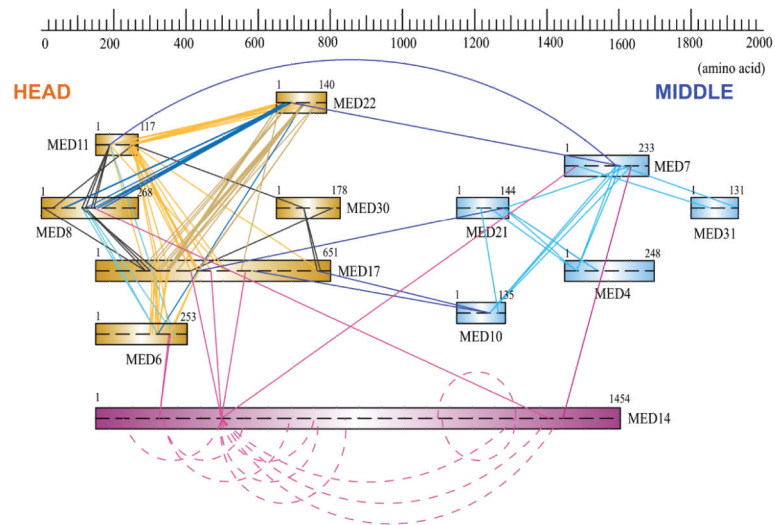 0 200 400 600 800 1000 1200 1400 1600 1800 2000
(amino acid)
HEAD
MIDDLE
1 140
MED22
1 117
MED11
1 233
MED7
1 268
MED8
1 178
MED30
1 144
MED21
1 131
MED31
1 651
MED17
1 248
MED4
1 135
MED10
1 253
MED6
1 1454
MED14